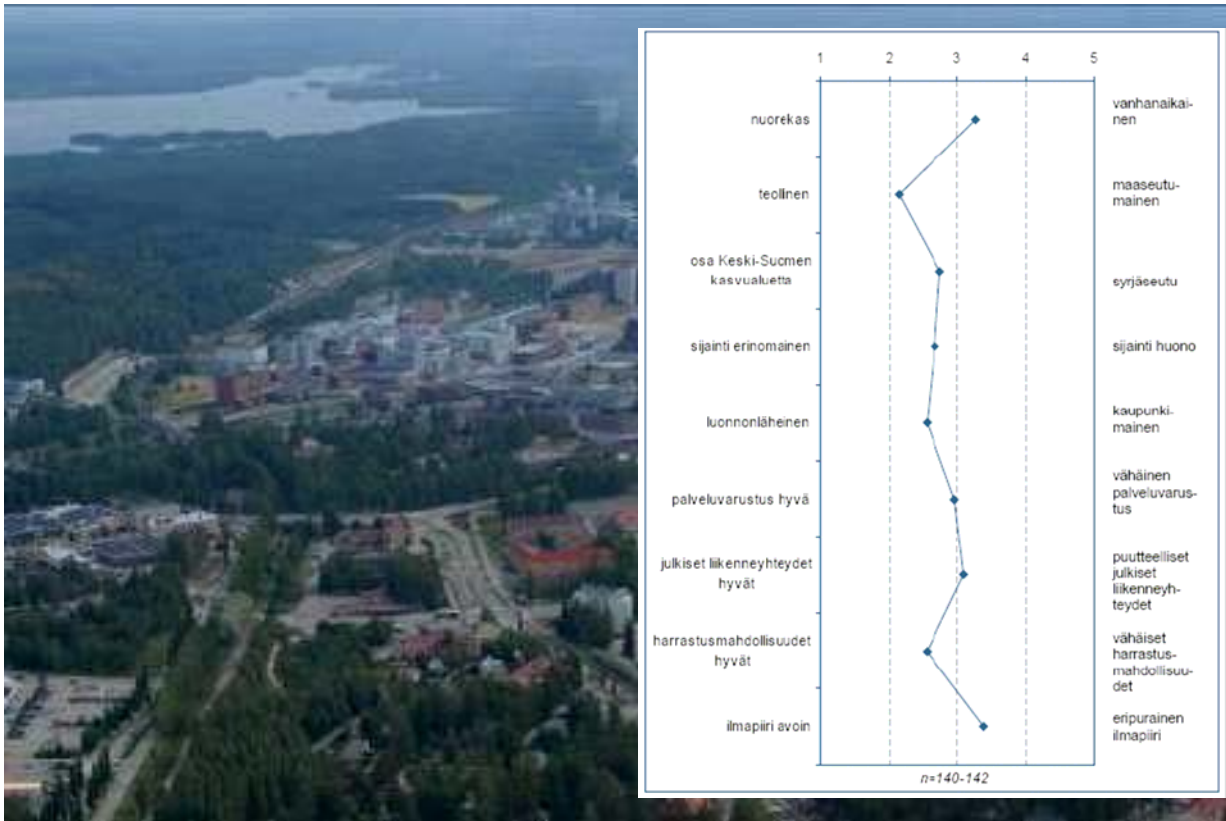 1 2 3 4 5
nuorekas
vanhanaikai-
nen
teollinen
maaseutu-
mainen
osa Keski-Suomen
kasvualuetta
syrjäseutu
sijainti erinomainen
sijainti huono
luonnonläheinen
kaupunki-
mainen
palveluvarustus hyvä
vähäinen
palveluvarus-
tus
julkiset liikenneyhteydet
hyvät
puutteelliset
julkiset
liikenneyh-
teydet
harrastusmahdollisuudet
hyvät
vähäiset
harrastus-
mahdollisuu-
det
ilmapiiri avoin
eripurainen
ilmapiiri
n=140-142